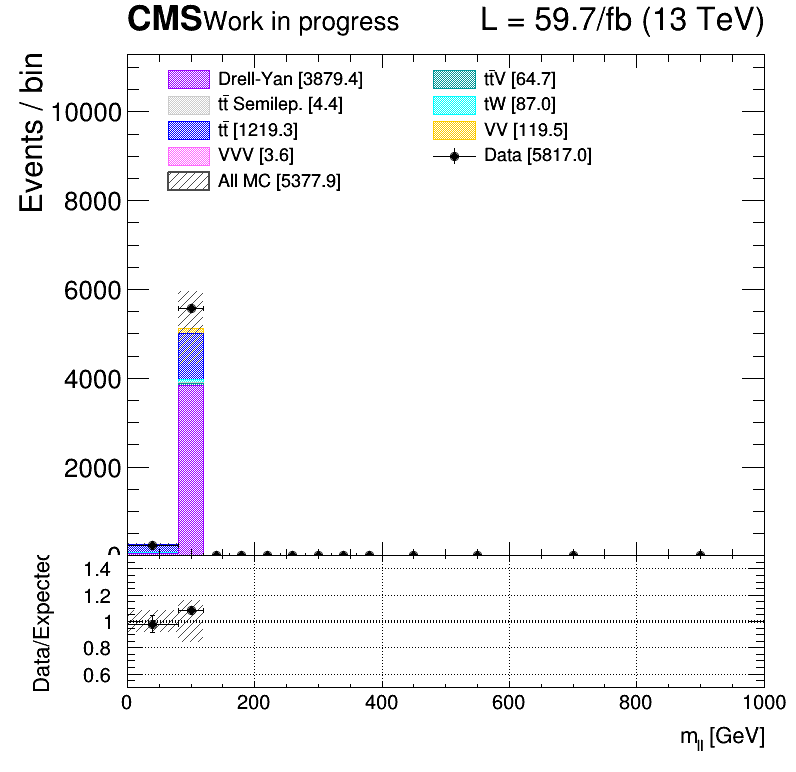 CMS Work in progress L = 59.7/fb (13 TeV)
Events / bin
Drell-Yan [3879.4]
tt̄ Semilep. [4.4]
tt̄ [1219.3]
VVV [3.6]
All MC [5377.9]
tt̄V [64.7]
tW [87.0]
VV [119.5]
Data [5817.0]
10000
8000
6000
4000
2000
0
Data/Expected
1.4
1.2
1
0.8
0.6
0 200 400 600 800 1000
m_ll [GeV]